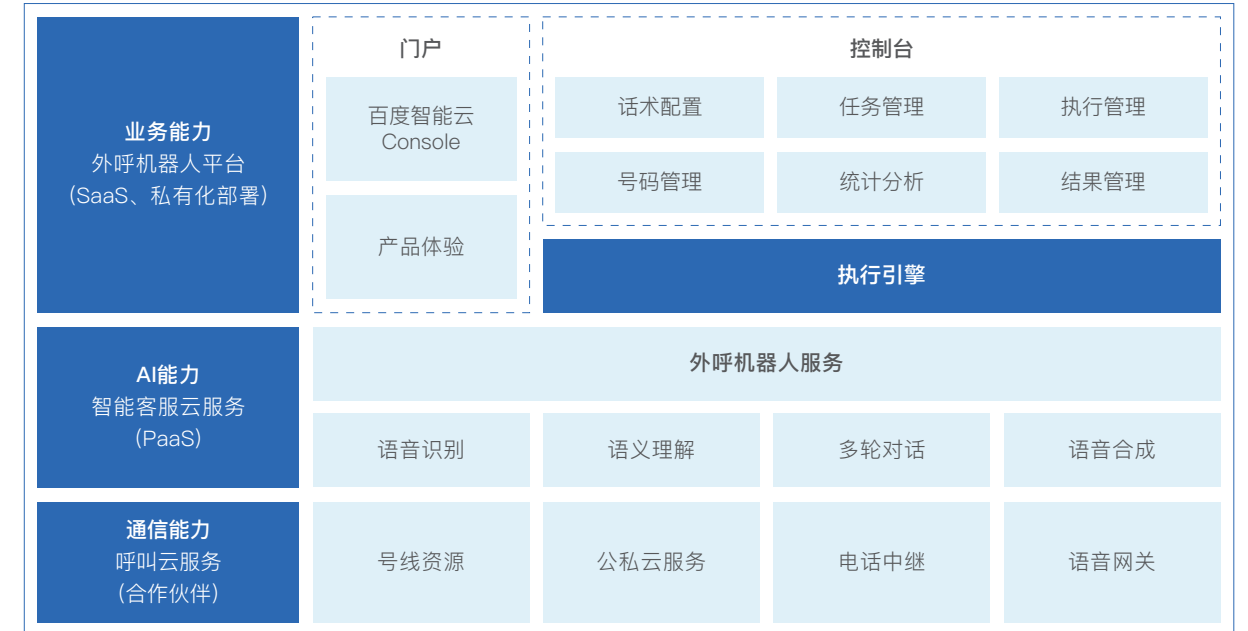 业务能力
外呼机器人平台
(SaaS、私有化部署)
门户
百度智能云
Console
产品体验
控制台
话术配置
任务管理
执行管理
号码管理
统计分析
结果管理
执行引擎
AI能力
智能客服云服务
(PaaS)
外呼机器人服务
语音识别
语义理解
多轮对话
语音合成
通信能力
呼叫云服务
(合作伙伴)
号线资源
公私云服务
电话中继
语音网关